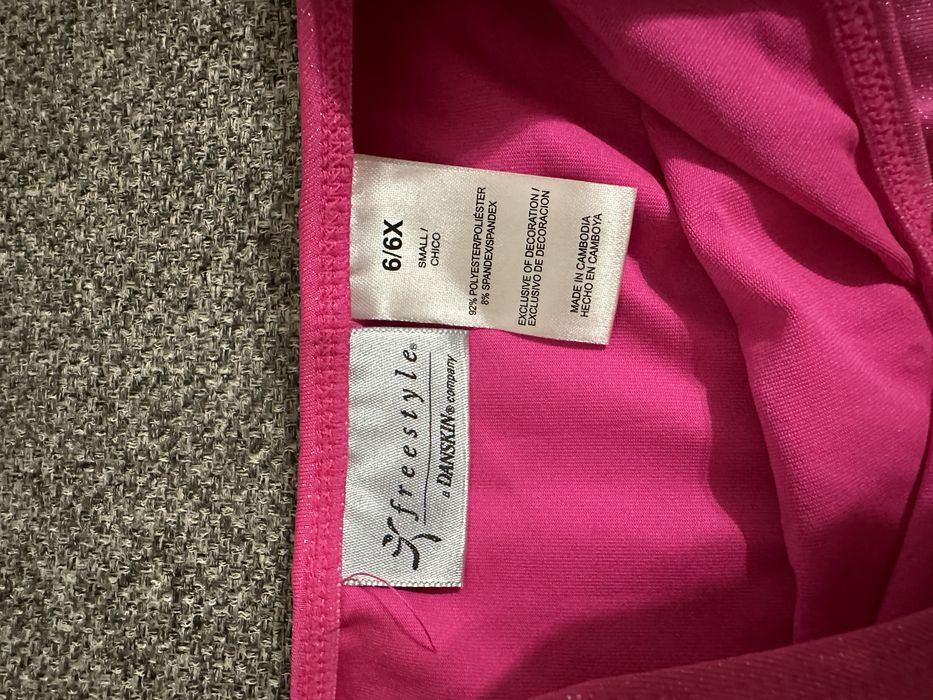 6/6X
SMALL/
CHICO
92% POLYESTER/POLIÉSTER
8% SPANDEX/SPANDEX
EXCLUSIVE OF DECORATION/
EXCLUSIVO DE DECORACION
MADE IN CAMBODIA
HECHO EN CAMBOYA
freestyle®
a DANSKIN® company